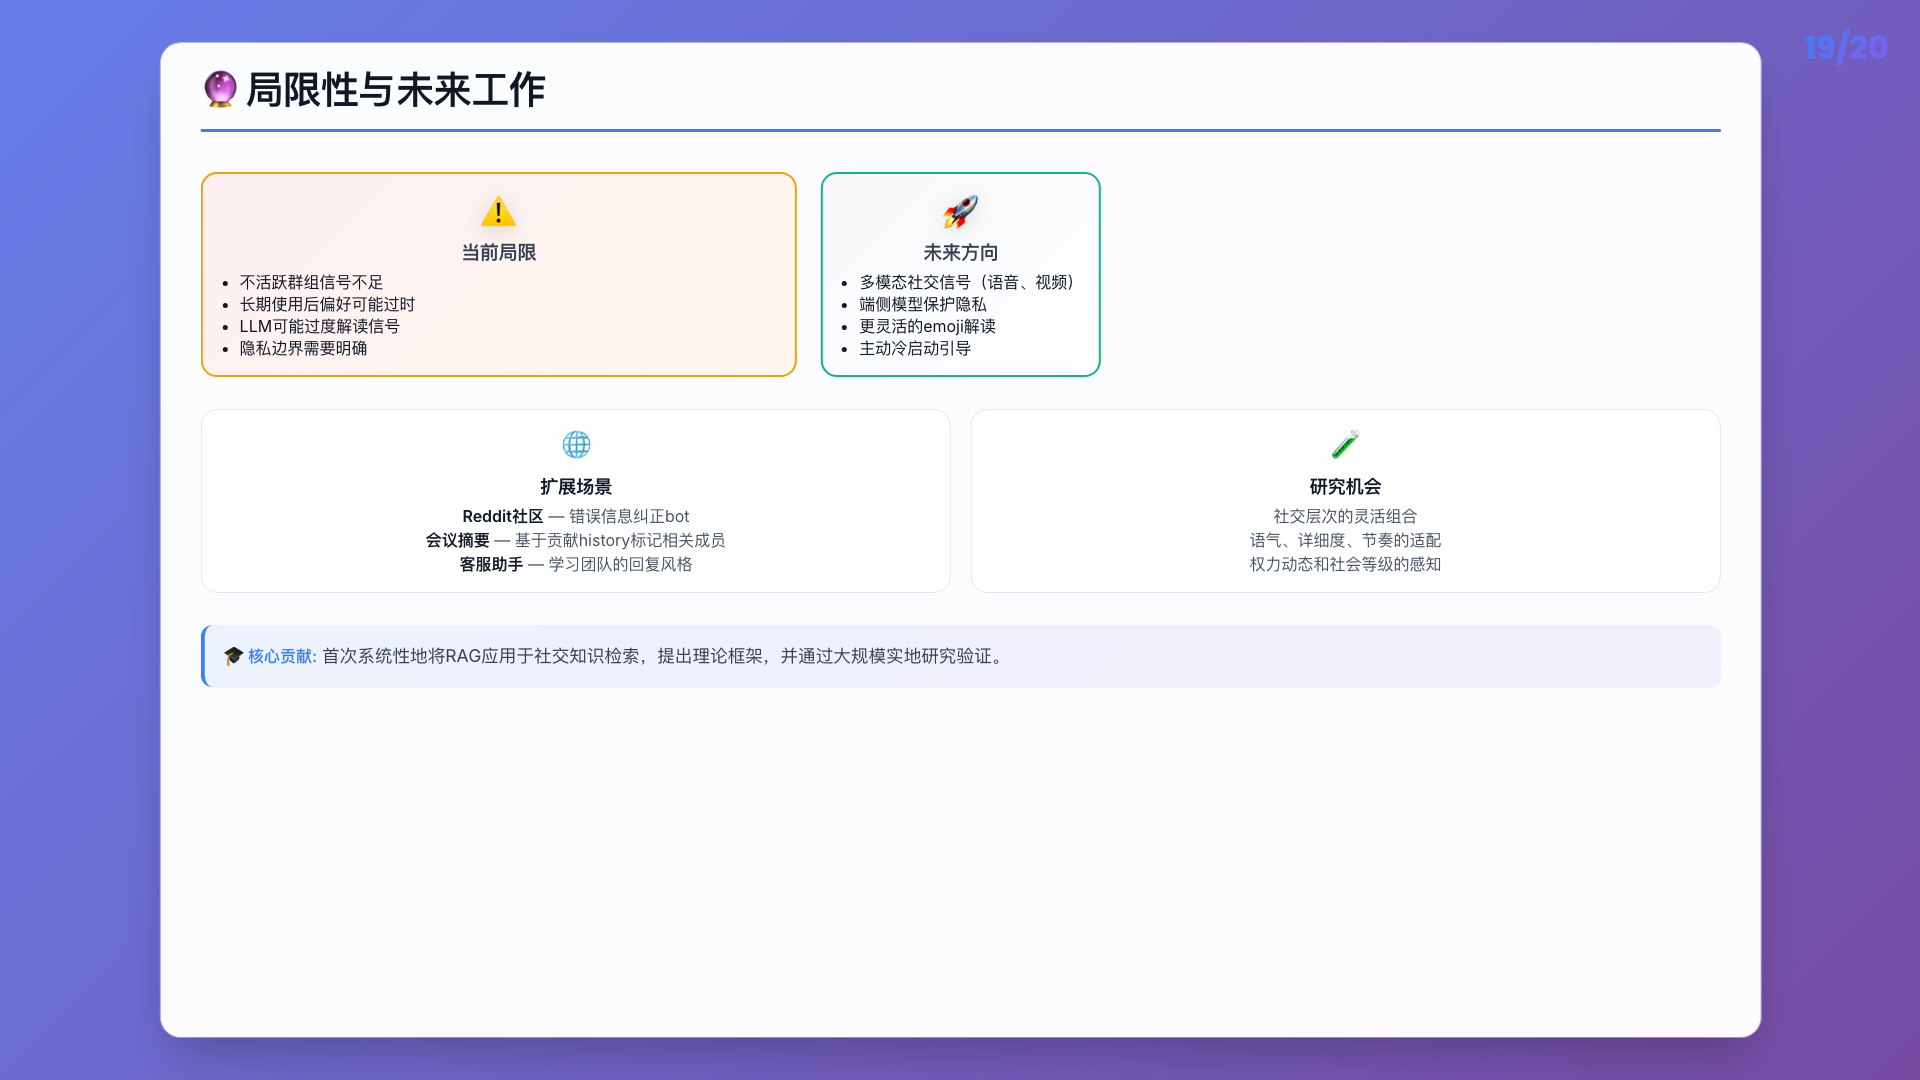 19/20
🔮 局限性与未来工作
⚠️
当前局限
• 不活跃群组信号不足
• 长期使用后偏好可能过时
• LLM可能过度解读信号
• 隐私边界需要明确
🚀
未来方向
• 多模态社交信号（语音、视频）
• 端侧模型保护隐私
• 更灵活的emoji解读
• 主动冷启动引导
🌐
扩展场景
Reddit社区 — 错误信息纠正bot
会议摘要 — 基于贡献history标记相关成员
客服助手 — 学习团队的回复风格
🧪
研究机会
社交层次的灵活组合
语气、详细度、节奏的适配
权力动态和社会等级的感知
🎓 核心贡献: 首次系统性地将RAG应用于社交知识检索，提出理论框架，并通过大规模实地研究验证。